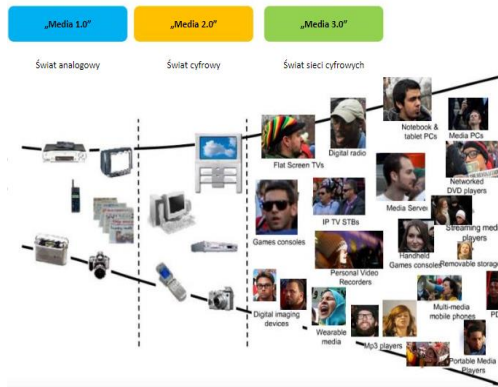 „Media 1.0”
„Media 2.0”
„Media 3.0”
Świat analogowy
Świat cyfrowy
Świat sieci cyfrowych
Flat Screen TVs
Digital radio
Notebook &
tablet PCs
Media PCs
Networked
DVD players
Games consoles
IP TV STBs
Media Server
Streaming med
players
Personal Video
Recorders
Handheld
Games consoles
Removable storage
Digital imaging
devices
Wearable
media
Mp3 players
Multi-media
mobile phones
PD
Portable Media
Players